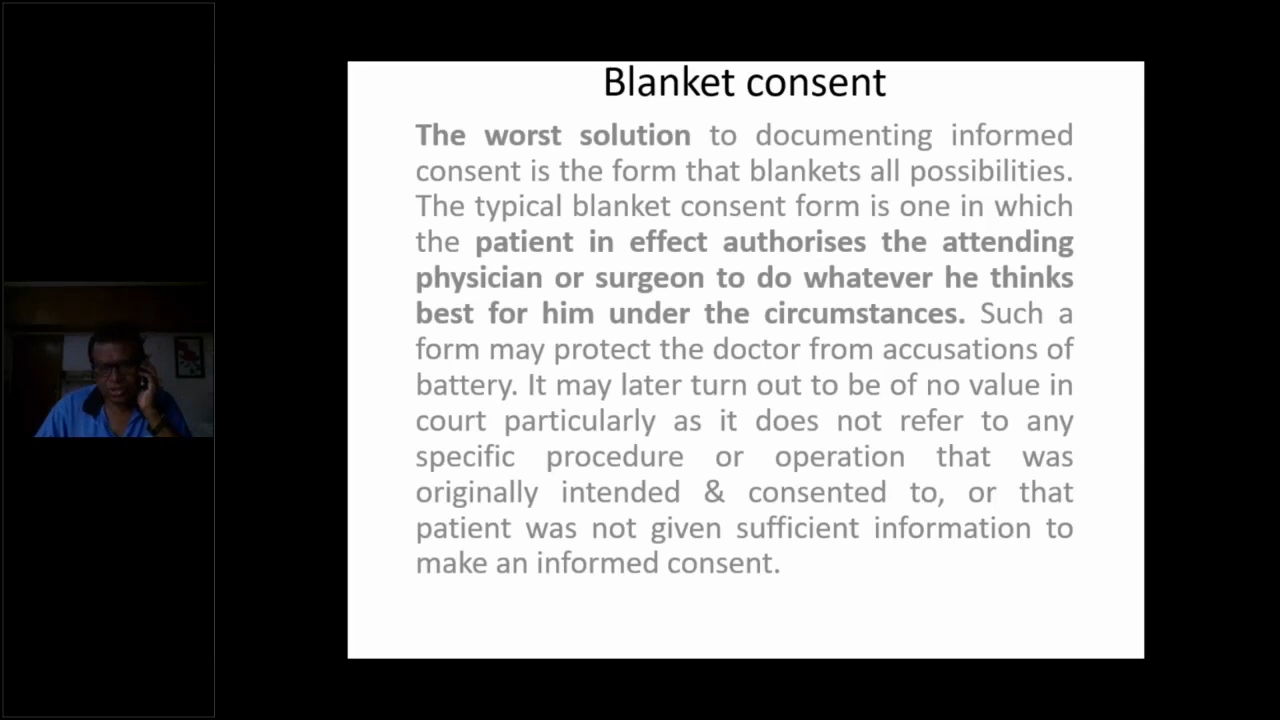 Blanket consent
The worst solution to documenting informed
consent is the form that blankets all possibilities.
The typical blanket consent form is one in which
the patient in effect authorises the attending
physician or surgeon to do whatever he thinks
best for him under the circumstances. Such a
form may protect the doctor from accusations of
battery. It may later turn out to be of no value in
court particularly as it does not refer to any
specific procedure or operation that was
originally intended & consented to, or that
patient was not given sufficient information to
make an informed consent.